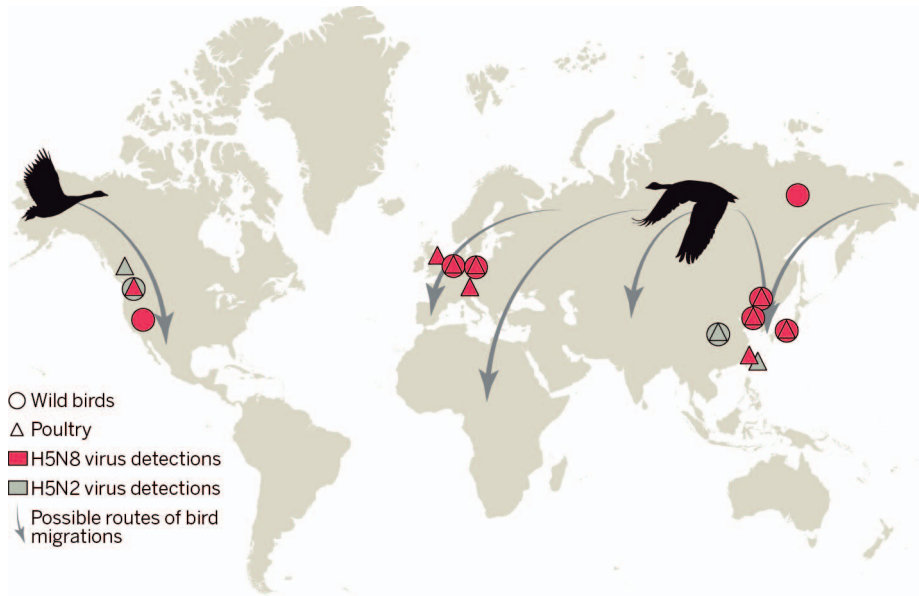 Wild birds
Poultry
H5N8 virus detections
H5N2 virus detections
Possible routes of bird
migrations